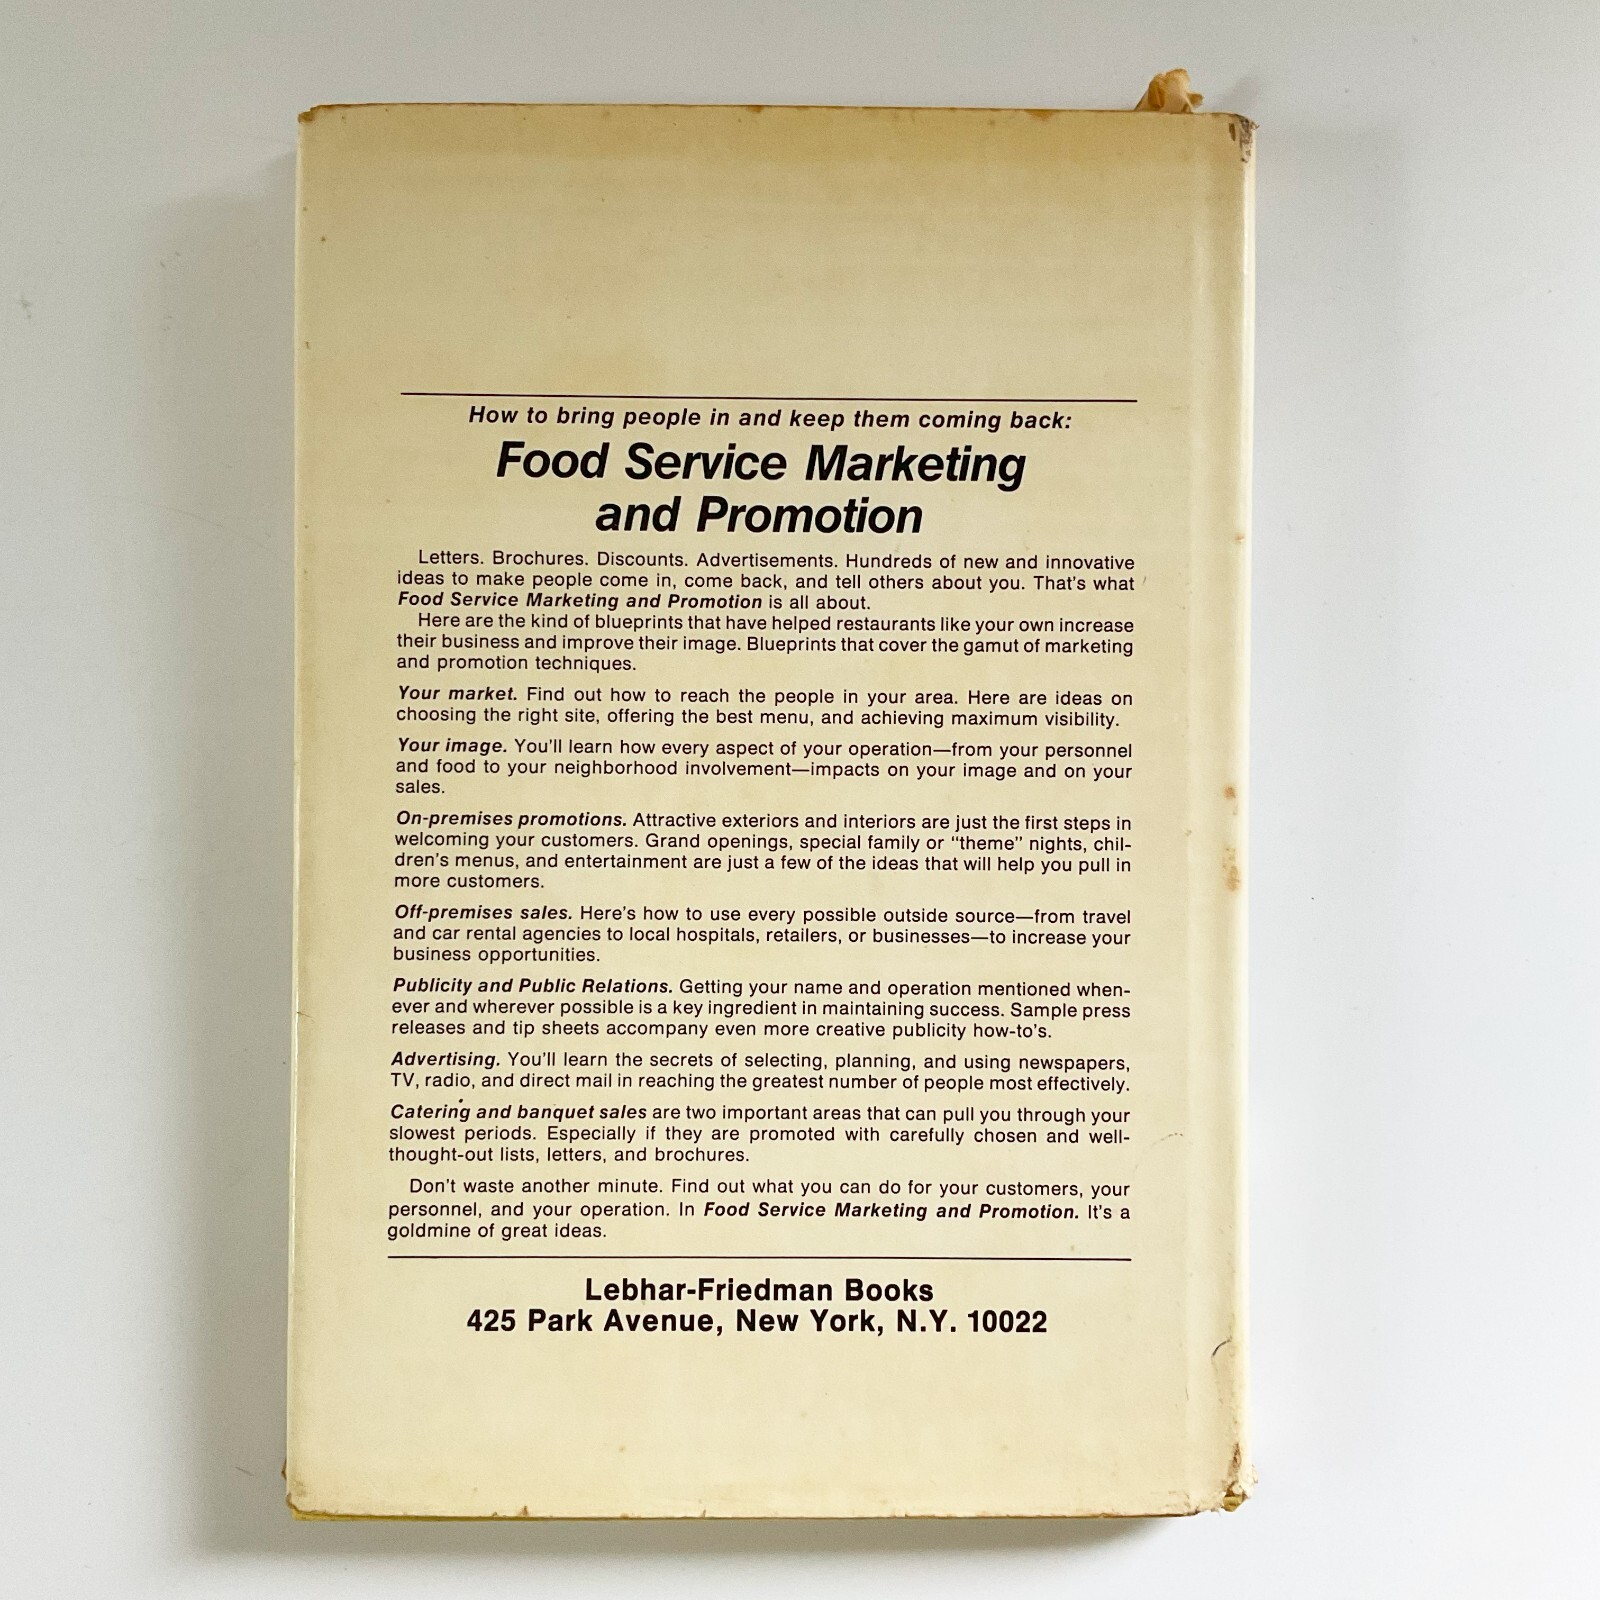 How to bring people in and keep them coming back:
Food Service Marketing
and Promotion
Letters. Brochures. Discounts. Advertisements. Hundreds of new and innovative
ideas to make people come in, come back, and tell others about you. That's what
Food Service Marketing and Promotion is all about.
Here are the kind of blueprints that have helped restaurants like your own increase
their business and improve their image. Blueprints that cover the gamut of marketing
and promotion techniques.
Your market. Find out how to reach the people in your area. Here are ideas on
choosing the right site, offering the best menu, and achieving maximum visibility.
Your image. You'll learn how every aspect of your operation—from your personnel
and food to your neighborhood involvement—impacts on your image and on your
sales.
On-premises promotions. Attractive exteriors and interiors are just the first steps in
welcoming your customers. Grand openings, special family or "theme" nights, chil-
dren's menus, and entertainment are just a few of the ideas that will help you pull in
more customers.
Off-premises sales. Here's how to use every possible outside source—from travel
and car rental agencies to local hospitals, retailers, or businesses—to increase your
business opportunities.
Publicity and Public Relations. Getting your name and operation mentioned when-
ever and wherever possible is a key ingredient in maintaining success. Sample press
releases and tip sheets accompany even more creative publicity how-to's.
Advertising. You'll learn the secrets of selecting, planning, and using newspapers,
TV, radio, and direct mail in reaching the greatest number of people most effectively.
Catering and banquet sales are two important areas that can pull you through your
slowest periods. Especially if they are promoted with carefully chosen and well-
thought-out lists, letters, and brochures.
Don't waste another minute. Find out what you can do for your customers, your
personnel, and your operation. In Food Service Marketing and Promotion. It's a
goldmine of great ideas.
Lebhar-Friedman Books
425 Park Avenue, New York, N.Y. 10022